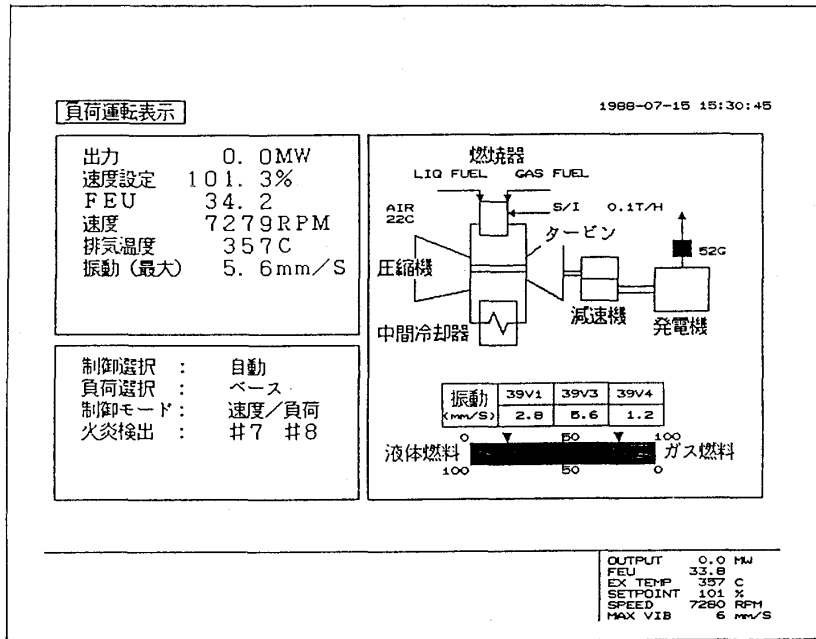 負荷運転表示
1988-07-15 15:30:45
出力 0. 0MW
速度設定 101. 3%
FEU 34. 2
速度 7279RPM
排気温度 357C
振動 (最大) 5. 6mm/S
制御選択 : 自動
負荷選択 : ベース
制御モード : 速度/負荷
火炎検出 : #7 #8
燃焼器
LIQ FUEL GAS FUEL
AIR
22C
S/I 0.1T/H
タービン
52G
圧縮機
減速機
発電機
中間冷却器
振動 39V1 39V3 39V4
(mm/S) 2.8 5.6 1.2
0 50 100
液体燃料 ガス燃料
100 50 0
OUTPUT 0.0 MW
FEU 33.8
EX TEMP 357 C
SETPOINT 101 %
SPEED 7280 RPM
MAX VIB 6 mm/S